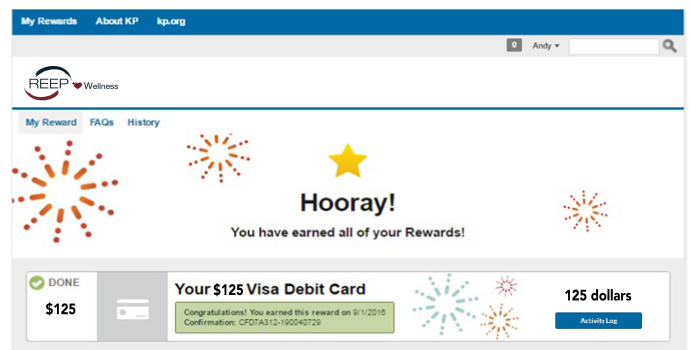 My Rewards About KP kp.org
0 Andy
REEP Wellness
My Reward FAQs History
Hooray!
You have earned all of your Rewards!
DONE
$125
Your $125 Visa Debit Card
Congratulations! You earned this reward on 9/1/2016
Confirmation: CFD7A312-190040729
125 dollars
Activity Log